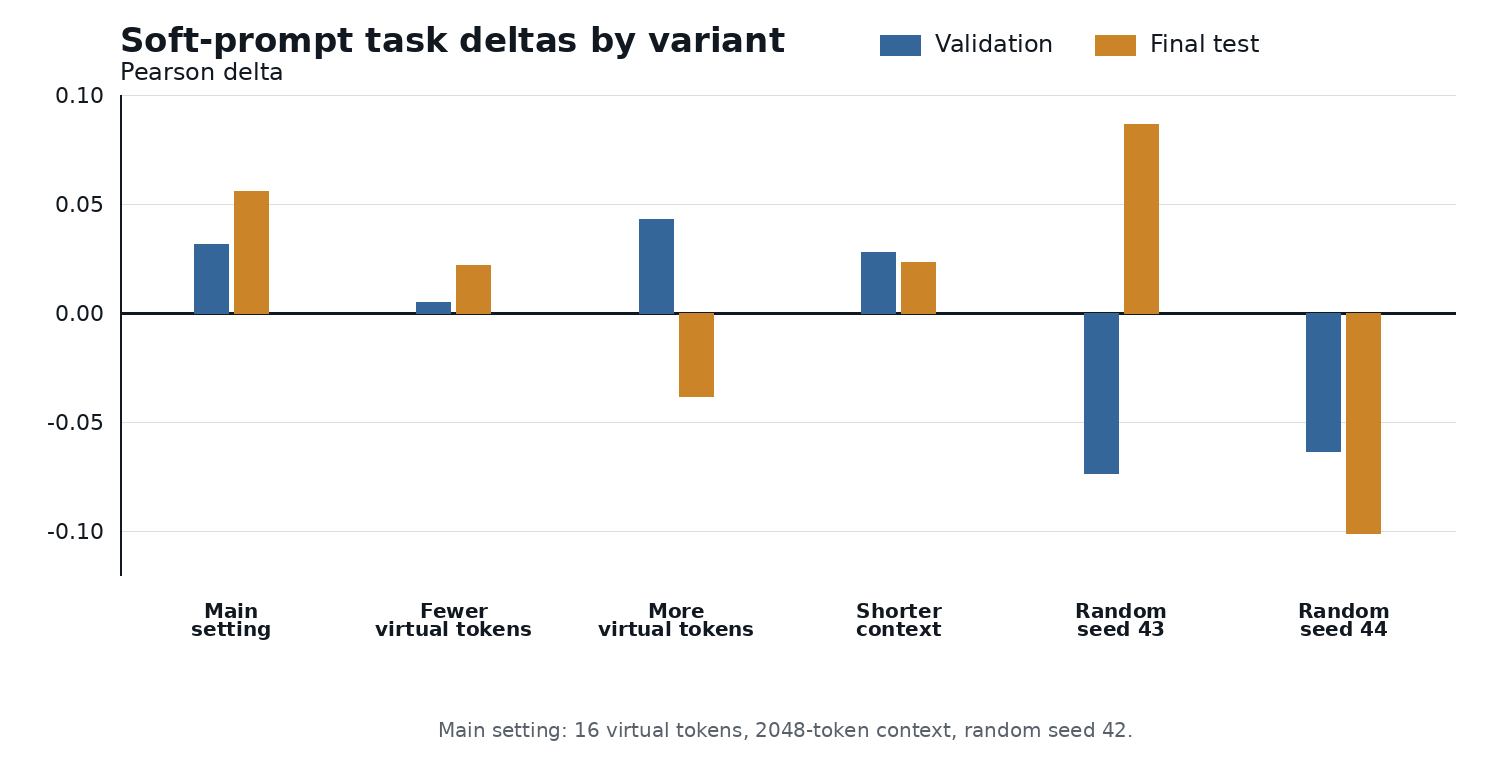 Soft-prompt task deltas by variant
Validation
Final test
Pearson delta
0.10
0.05
0.00
-0.05
-0.10
Main
setting
Fewer
virtual tokens
More
virtual tokens
Shorter
context
Random
seed 43
Random
seed 44
Main setting: 16 virtual tokens, 2048-token context, random seed 42.